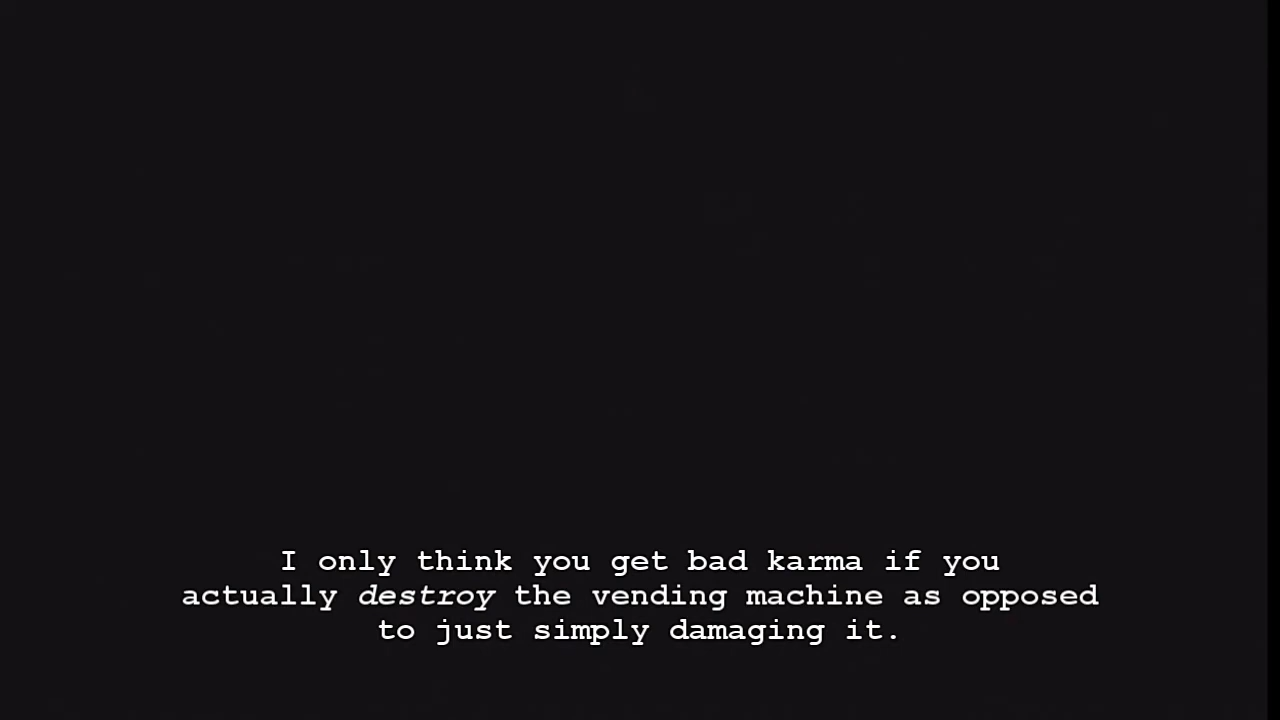 I only think you get bad karma if you
actually destroy the vending machine as opposed
to just simply damaging it.